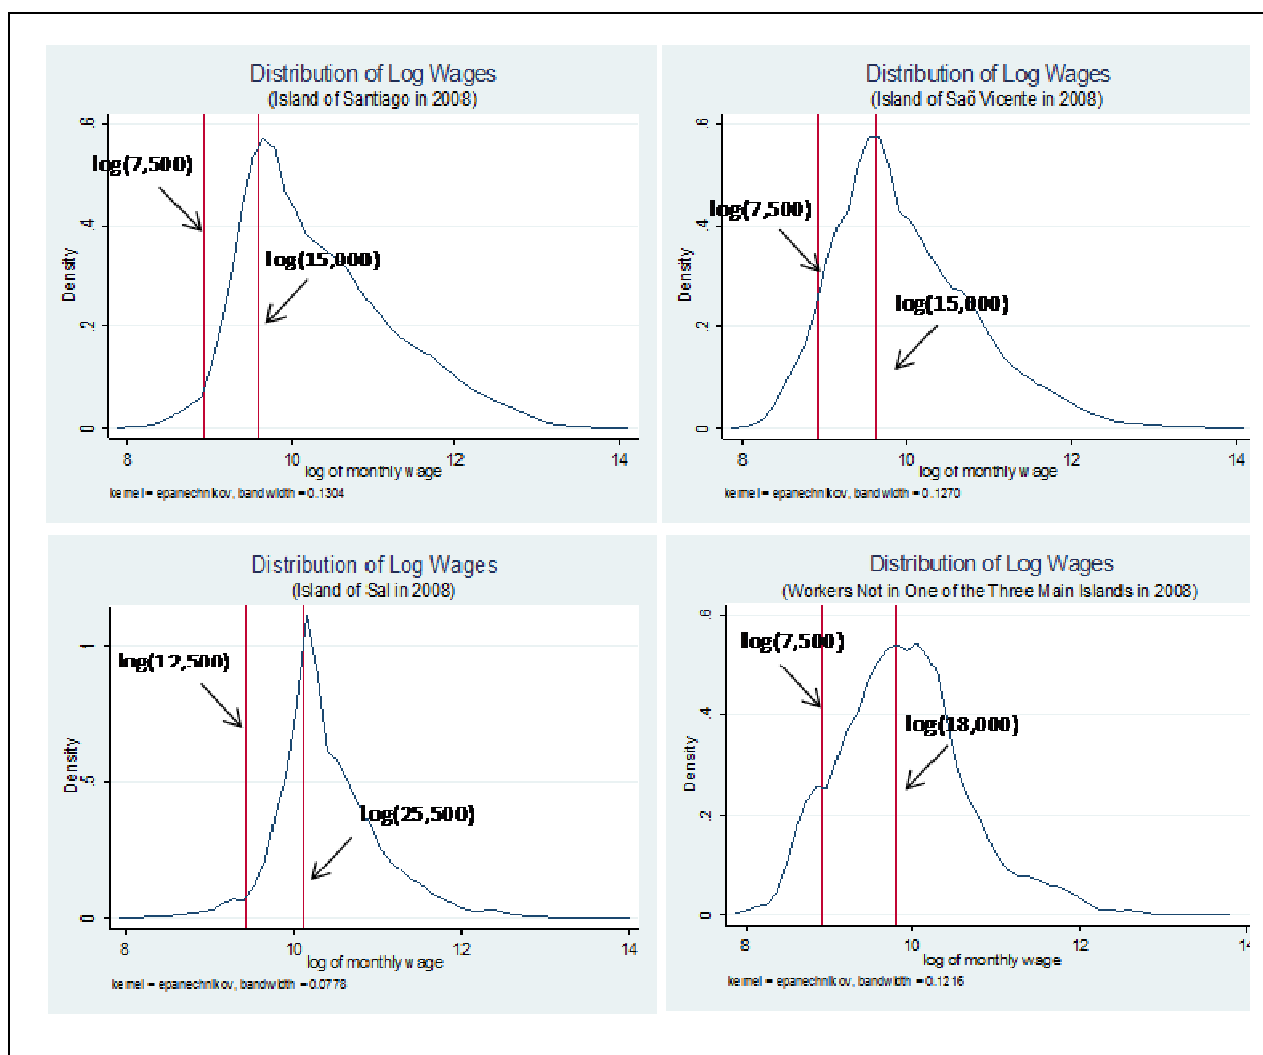 Distribution of Log Wages
(Island of Santiago in 2008)
.6
log(7,500)
.4
Density
log(15,000)
.2
0
8
10
12
14
log of monthly wage
kernel = epanechnikov, bandwidth = 0.1304
Distribution of Log Wages
(Island of Saõ Vicente in 2008)
.6
log(7,500)
.4
Density
log(15,000)
.2
0
8
10
12
14
log of monthly wage
kernel = epanechnikov, bandwidth = 0.1270
Distribution of Log Wages
(Island of Sal in 2008)
1
log(12,500)
Density
.5
log(25,500)
0
8
10
12
14
log of monthly wage
kernel = epanechnikov, bandwidth = 0.0778
Distribution of Log Wages
(Workers Not in One of the Three Main Islands in 2008)
.6
log(7,500)
.4
log(18,000)
Density
.2
0
8
10
12
14
log of monthly wage
kernel = epanechnikov, bandwidth = 0.1216